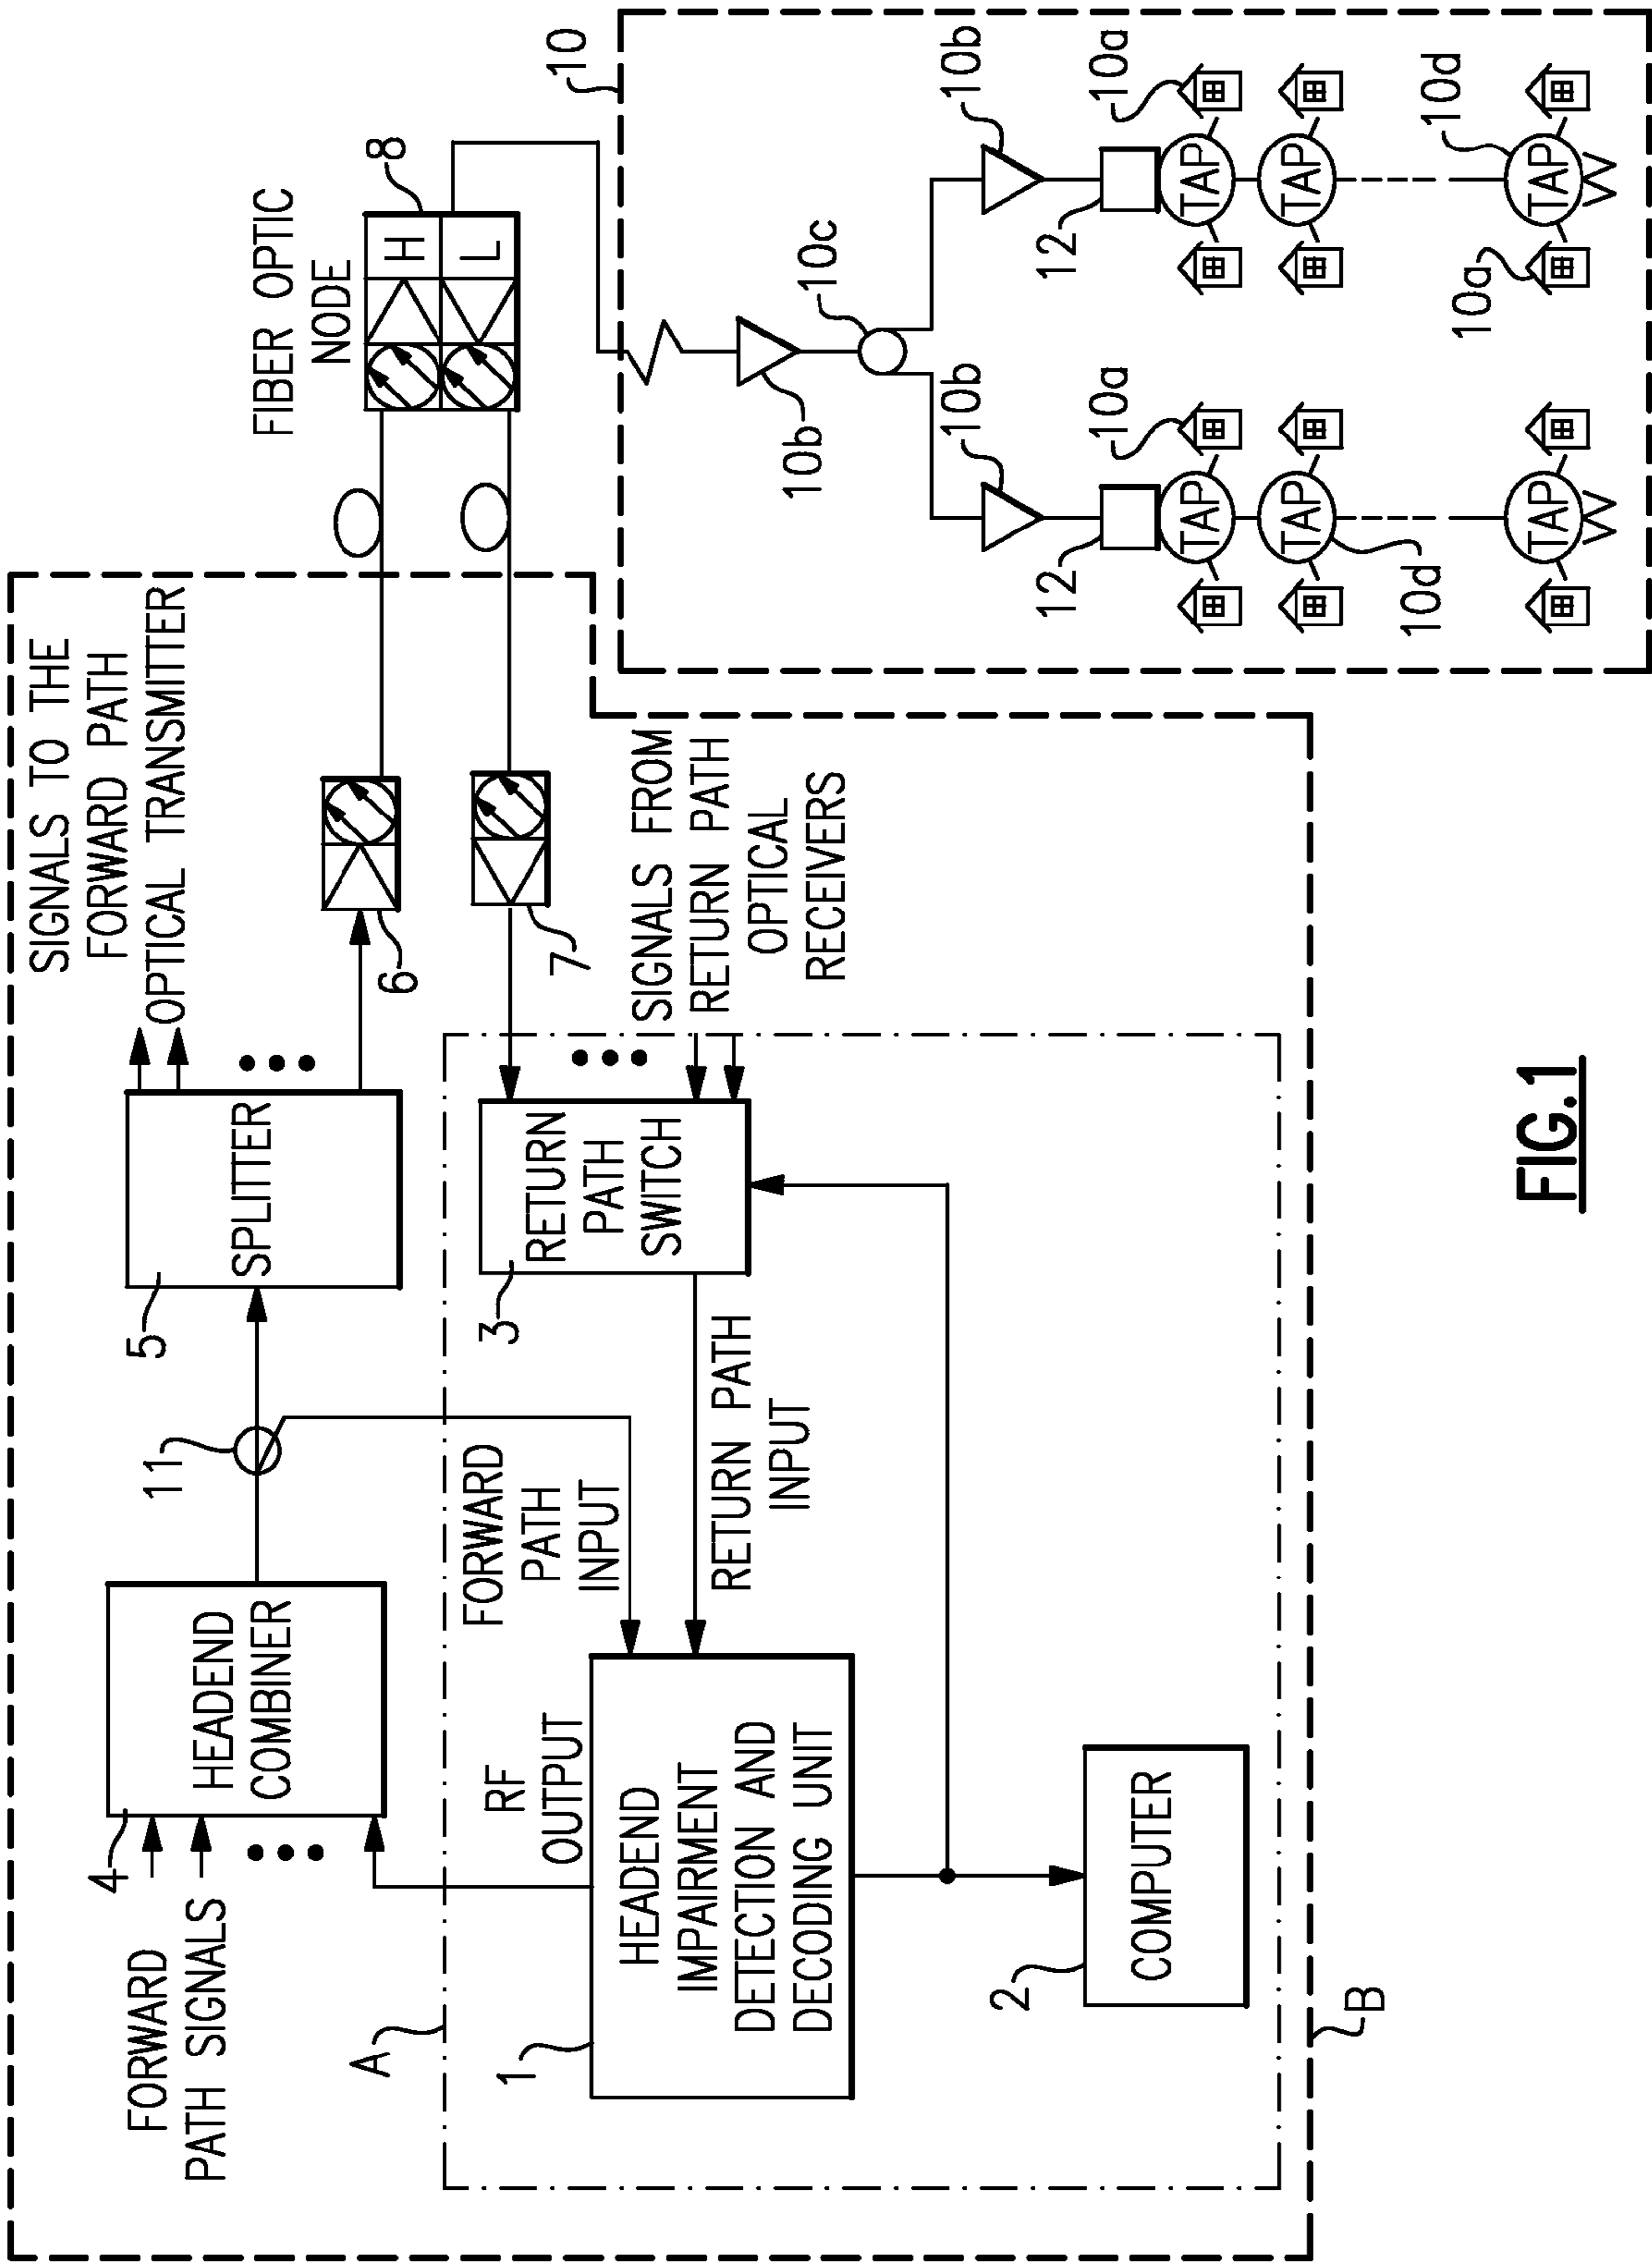 SIGNALS TO THE
FORWARD PATH
OPTICAL TRANSMITTER
FORWARD
PATH SIGNALS
4
HEADEND
COMBINER
11
5
SPLITTER
6
FIBER OPTIC
NODE
8
H
L
A
RF
OUTPUT
FORWARD
PATH
INPUT
1
HEADEND
IMPAIRMENT
DETECTION AND
DECODING UNIT
RETURN PATH
INPUT
3
RETURN
PATH
SWITCH
7
SIGNALS FROM
RETURN PATH
OPTICAL
RECEIVERS
2
COMPUTER
B
10
10b
10c
10b
10b
12
12
10a
10a
TAP
TAP
TAP
TAP
10d
10a
10d
TAP
TAP
FIG.1